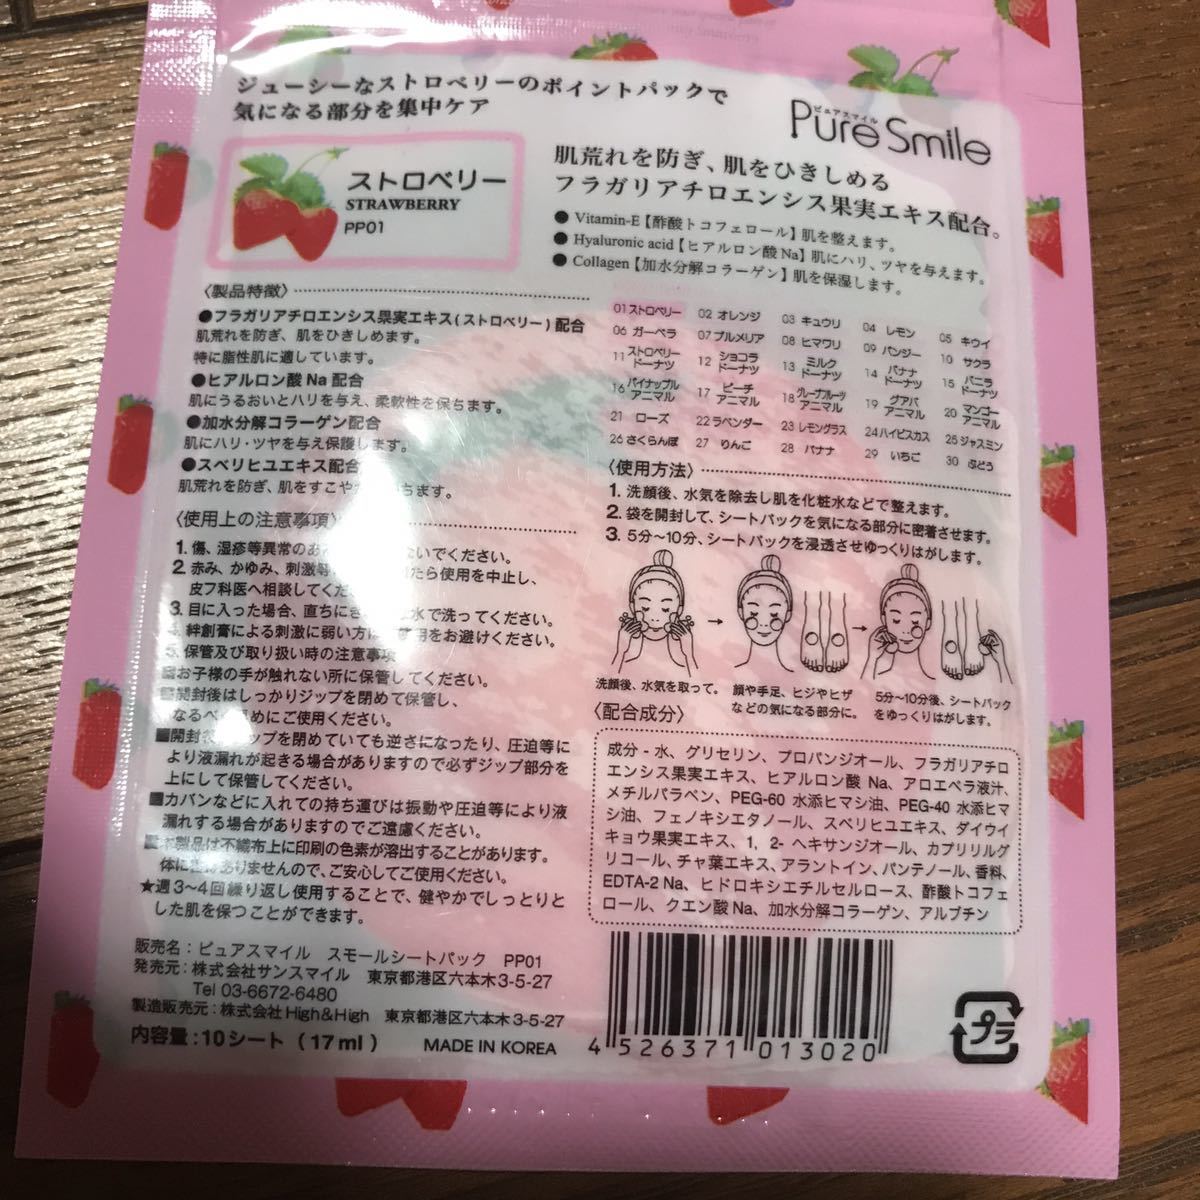 ジューシーなストロベリーのポイントパックで
気になる部分を集中ケア
ピュアスマイル
Pure Smile
ストロベリー
STRAWBERRY
PP01
肌荒れを防ぎ、肌をひきしめる
フラガリアチロエンシス果実エキス配合。
● Vitamin-E【酢酸トコフェロール】肌を整えます。
● Hyaluronic acid【ヒアルロン酸Na】肌にハリ、ツヤを与えます。
● Collagen【加水分解コラーゲン】肌を保湿します。
〈製品特徴〉
●フラガリアチロエンシス果実エキス(ストロベリー)配合
肌荒れを防ぎ、肌をひきしめます。
特に脂性肌に適しています。
●ヒアルロン酸Na配合
肌にうるおいとハリを与え、柔軟性を保ちます。
●加水分解コラーゲン配合
肌にハリ・ツヤを与え保護します。
●スベリヒユエキス配合
肌荒れを防ぎ、肌をすこや ます。
01ストロベリー 02 オレンジ 03 キュウリ 04 レモン 05 キウイ
06 ガーベラ 07プルメリア 08 ヒマワリ 09 パンジー 10 サクラ
11 ストロベリードーナツ 12 ショコラドーナツ 13 ミルクドーナツ 14 バナナドーナツ 15 バニラドーナツ
16 パイナップルアニマル 17 ピーチアニマル 18 グレープフルーツアニマル 19 グアバアニマル 20 マンゴーアニマル
21 ローズ 22ラベンダー 23 レモングラス 24ハイビスカス 25ジャスミン
26 さくらんぼ 27 りんご 28 バナナ 29 いちご 30 ぶどう
〈使用方法〉
1. 洗顔後、水気を除去し肌を化粧水などで整えます。
2. 袋を開封して、シートパックを気になる部分に密着させます。
3. 5分〜10分、シートパックを浸透させゆっくりはがします。
洗顔後、水気を取って。
顔や手足、ヒジやヒザ
などの気になる部分に。
5分〜10分後、シートパック
をゆっくりはがします。
〈使用上の注意事項〉
1. 傷、湿疹等異常のあ いでください。
2. 赤み、かゆみ、刺激等 たら使用を中止し、
皮フ科医へ相談してく
3. 目に入った場合、直ちにき 水で洗ってください。
4. 絆創膏による刺激に弱い方に 用をお避けください。
5. 保管及び取り扱い時の注意事項
■お子様の手が触れない所に保管してください。
■開封後はしっかりジップを閉めて保管し、
なるべ めにご使用ください。
■開封後 ップを閉めていても逆さになったり、圧迫等に
より液漏れが起きる場合がありますので必ずジップ部分を
上にして保管してください。
■カバンなどに入れての持ち運びは振動や圧迫等により液
漏れする場合がありますのでご遠慮ください。
■本製品は不織布上に印刷の色素が溶出することがあります。
体に ありませんので、ご安心してご使用ください。
★週3〜4回繰り返し使用することで、健やかでしっとりと
した肌を保つことができます。
〈配合成分〉
成分 - 水、グリセリン、プロパンジオール、フラガリアチロ
エンシス果実エキス、ヒアルロン酸 Na、アロエベラ液汁、
メチルパラベン、PEG-60 水添ヒマシ油、PEG-40 水添ヒマ
シ油、フェノキシエタノール、スベリヒユエキス、ダイウイ
キョウ果実エキス、1, 2- ヘキサンジオール、カプリリルグ
リコール、チャ葉エキス、アラントイン、パンテノール、香料、
EDTA-2 Na、ヒドロキシエチルセルロース、酢酸トコフェ
ロール、クエン酸 Na、加水分解コラーゲン、アルブチン
販売名：ピュアスマイル スモールシートパック PP01
発売元：株式会社サンスマイル 東京都港区六本木3-5-27
Tel 03-6672-6480
製造販売元：株式会社High&High 東京都港区六本木3-5-27
内容量：10シート（17ml） MADE IN KOREA
4 526371 013020
プラ